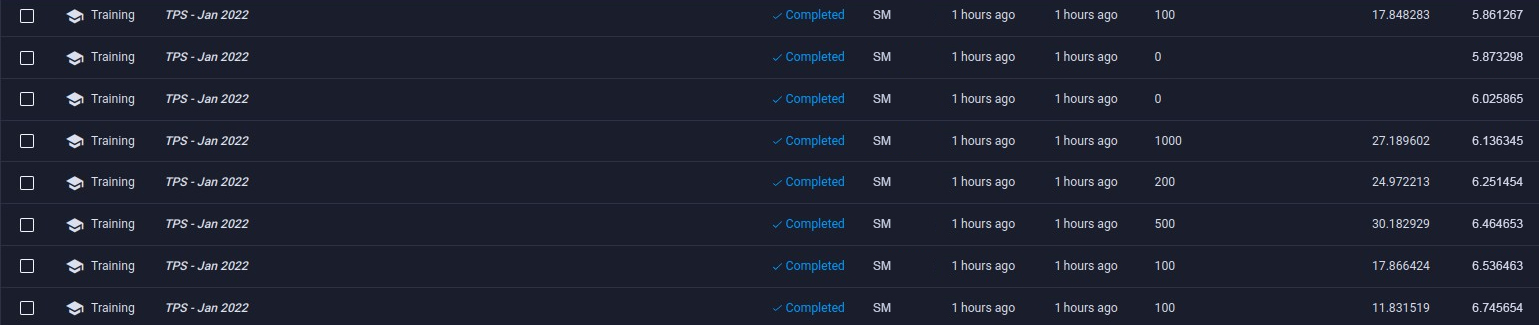 Training TPS - Jan 2022 Completed SM 1 hours ago 1 hours ago 100 17.848283 5.861267
Training TPS - Jan 2022 Completed SM 1 hours ago 1 hours ago 0 5.873298
Training TPS - Jan 2022 Completed SM 1 hours ago 1 hours ago 0 6.025865
Training TPS - Jan 2022 Completed SM 1 hours ago 1 hours ago 1000 27.189602 6.136345
Training TPS - Jan 2022 Completed SM 1 hours ago 1 hours ago 200 24.972213 6.251454
Training TPS - Jan 2022 Completed SM 1 hours ago 1 hours ago 500 30.182929 6.464653
Training TPS - Jan 2022 Completed SM 1 hours ago 1 hours ago 100 17.866424 6.536463
Training TPS - Jan 2022 Completed SM 1 hours ago 1 hours ago 100 11.831519 6.745654